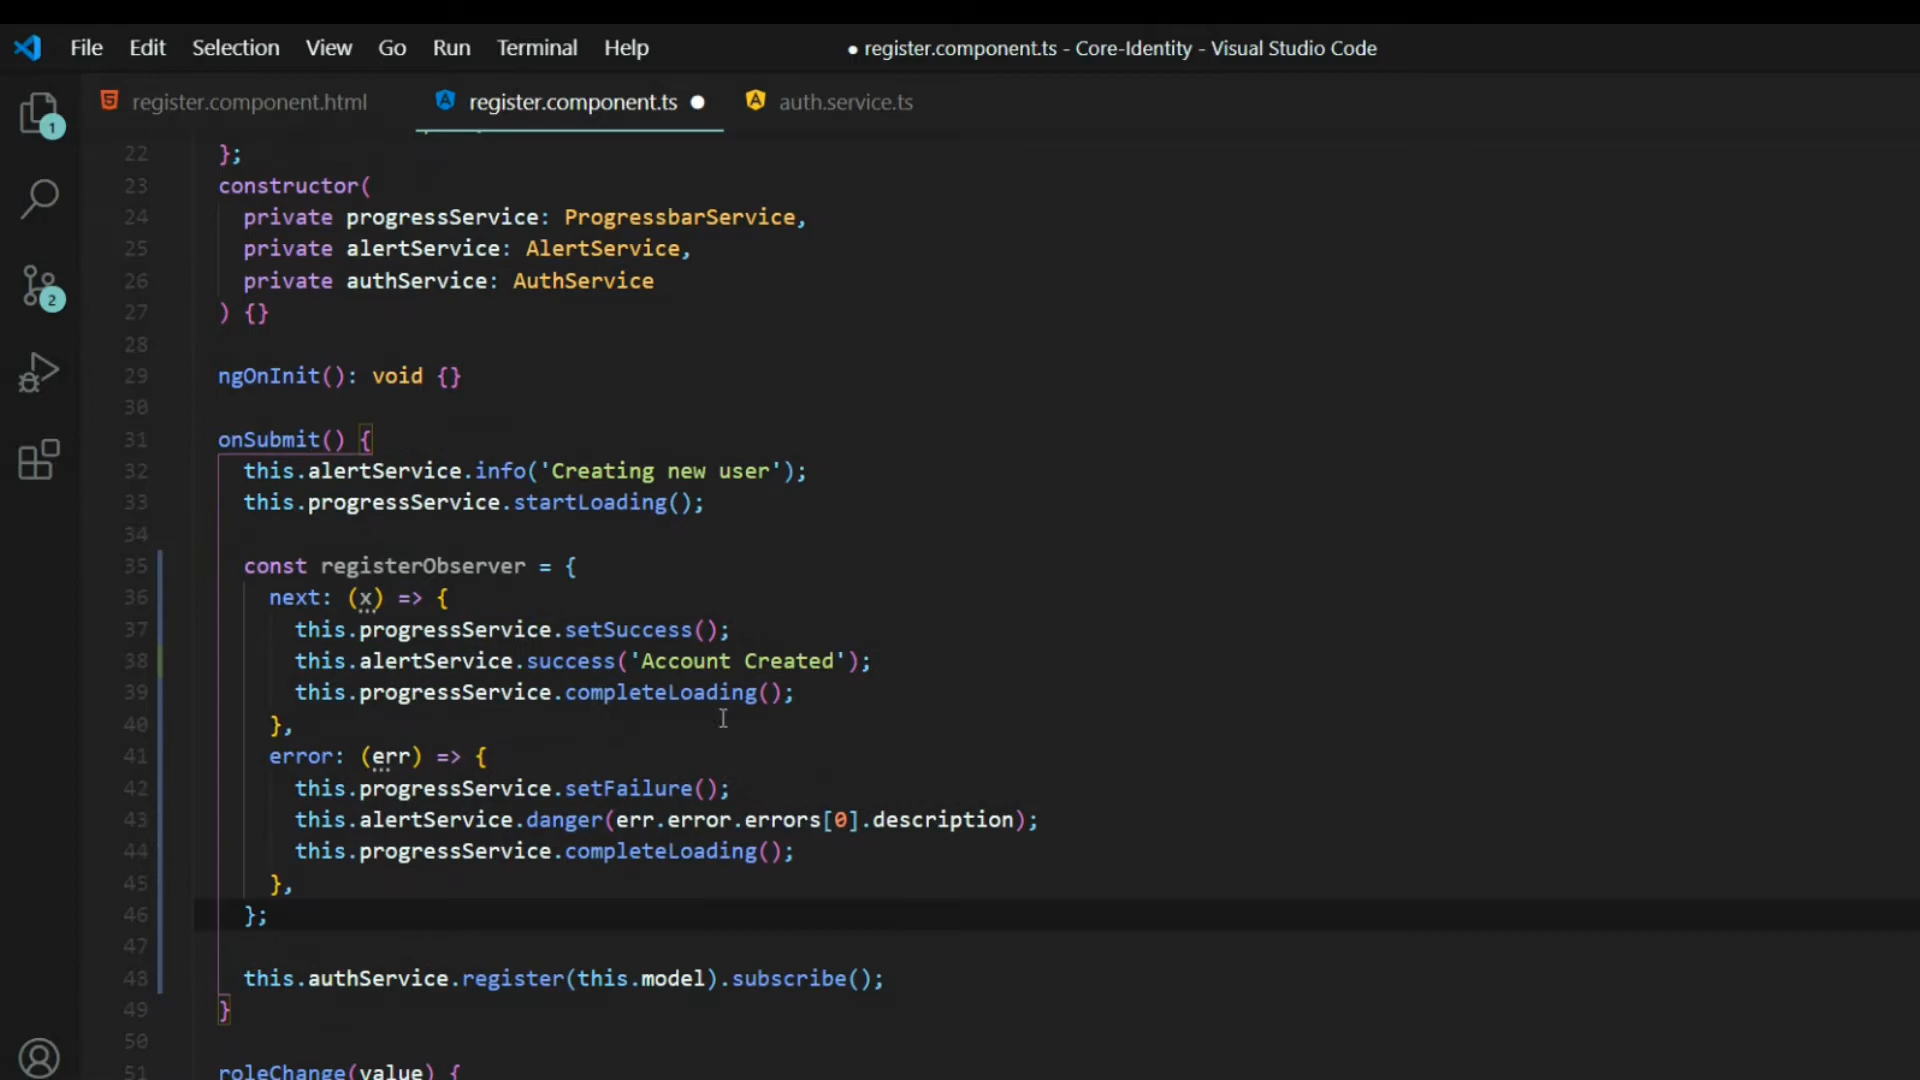 File Edit Selection View Go Run Terminal Help ● register.component.ts - Core-Identity - Visual Studio Code
register.component.html register.component.ts ● auth.service.ts
1
2
22 };
23 constructor(
24 private progressService: ProgressbarService,
25 private alertService: AlertService,
26 private authService: AuthService
27 ) {}
28
29 ngOnInit(): void {}
30
31 onSubmit() {
32 this.alertService.info('Creating new user');
33 this.progressService.startLoading();
34
35 const registerObserver = {
36 next: (x) => {
37 this.progressService.setSuccess();
38 this.alertService.success('Account Created');
39 this.progressService.completeLoading();
40 },
41 error: (err) => {
42 this.progressService.setFailure();
43 this.alertService.danger(err.error.errors[0].description);
44 this.progressService.completeLoading();
45 },
46 };
47
48 this.authService.register(this.model).subscribe();
49 }
50
51 roleChange(value) {